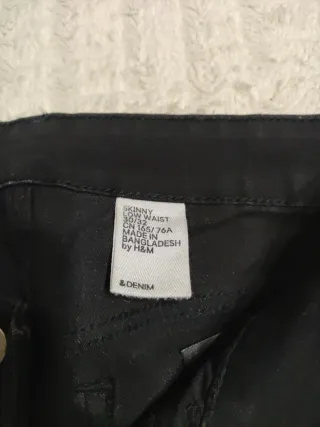 SKINNY
LOW WAIST
30/32
CN 165/76A
MADE IN
BANGLADESH
by H&M
&DENIM